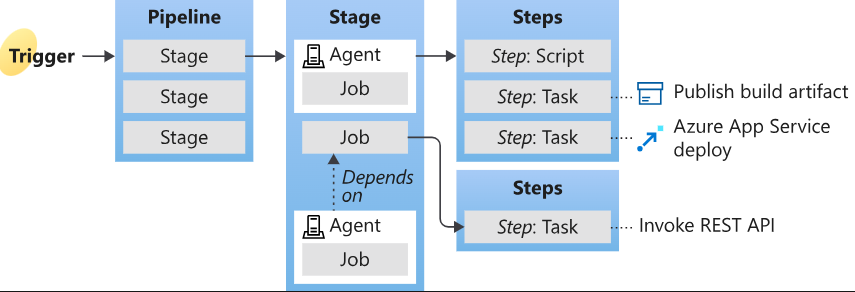 Trigger
Pipeline
Stage
Stage
Stage
Stage
Agent
Job
Job
Depends
on
Agent
Job
Steps
Step: Script
Step: Task
Publish build artifact
Step: Task
Azure App Service
deploy
Steps
Step: Task
Invoke REST API